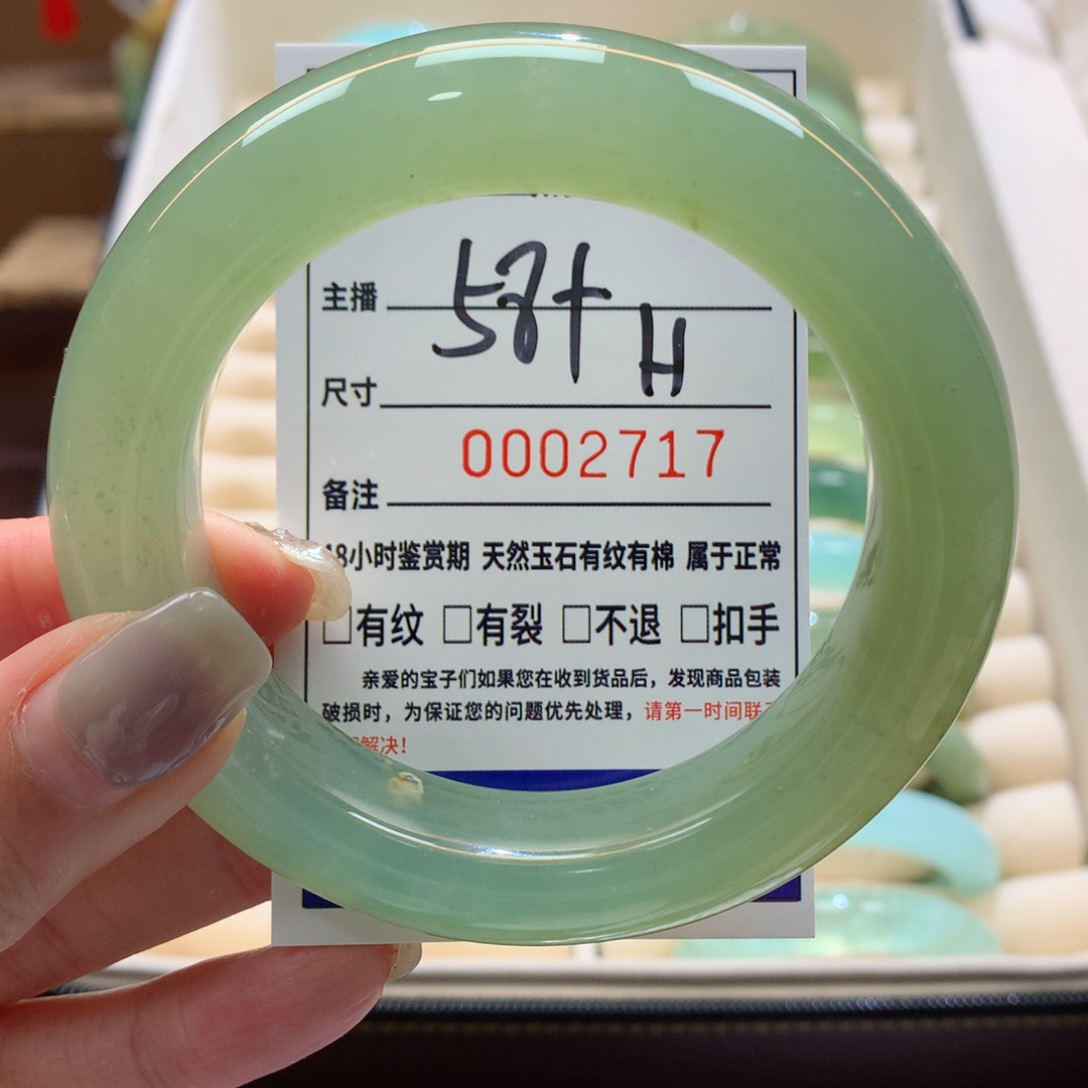 58+
主播
H
尺寸
0002717
备注
48小时鉴赏期 天然玉石有纹有棉 属于正常
□有纹 □有裂 □不退 □扣手
亲爱的宝子们如果您在收到货品后，发现商品包装
破损时，为保证您的问题优先处理，请第一时间联
解决！